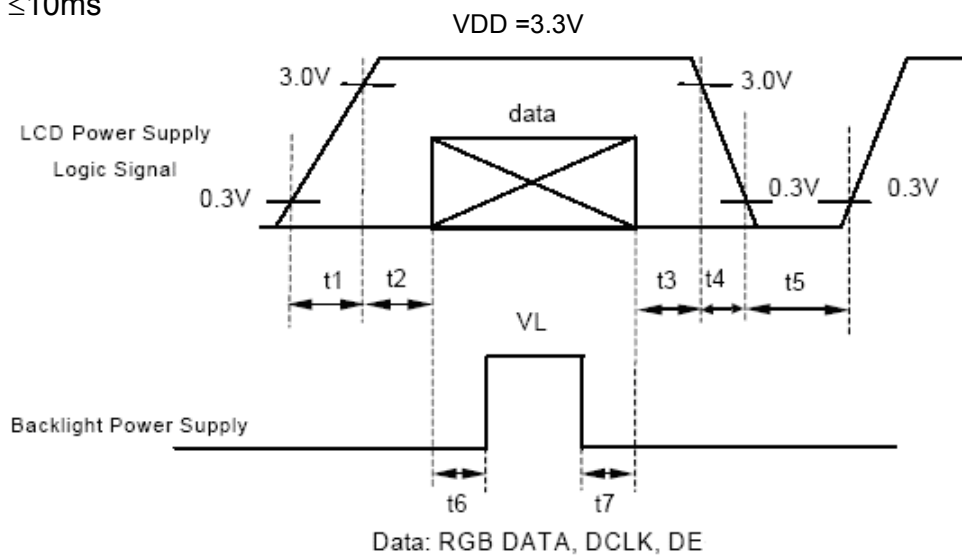 ≤10ms
VDD =3.3V
3.0V
3.0V
data
LCD Power Supply
Logic Signal
0.3V
0.3V
0.3V
t1
t2
t3
t4
t5
VL
Backlight Power Supply
t6
t7
Data: RGB DATA, DCLK, DE